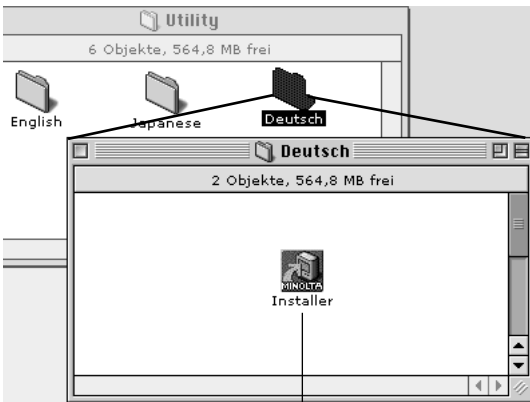 Utility
6 Objekte, 564,8 MB frei
English
Japanese
Deutsch
Deutsch
2 Objekte, 564,8 MB frei
MINOLTA
Installer